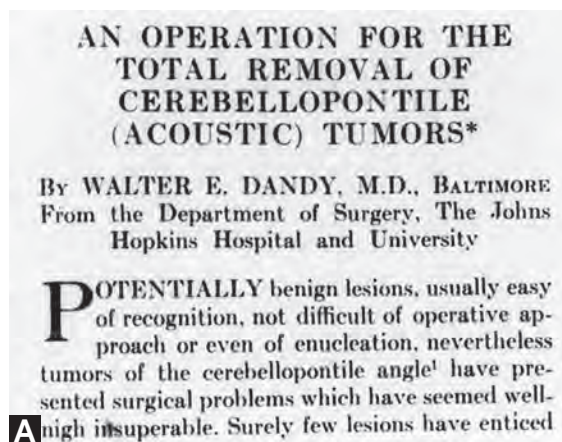 AN OPERATION FOR THE
TOTAL REMOVAL OF
CEREBELLOPONTILE
(ACOUSTIC) TUMORS*
By WALTER E. DANDY, M.D., BALTIMORE
From the Department of Surgery, The Johns
Hopkins Hospital and University
POTENTIALLY benign lesions, usually easy
of recognition, not difficult of operative ap-
proach or even of enucleation, nevertheless
tumors of the cerebellopontile angle¹ have pre-
sented surgical problems which have seemed well-
A nigh insuperable. Surely few lesions have enticed